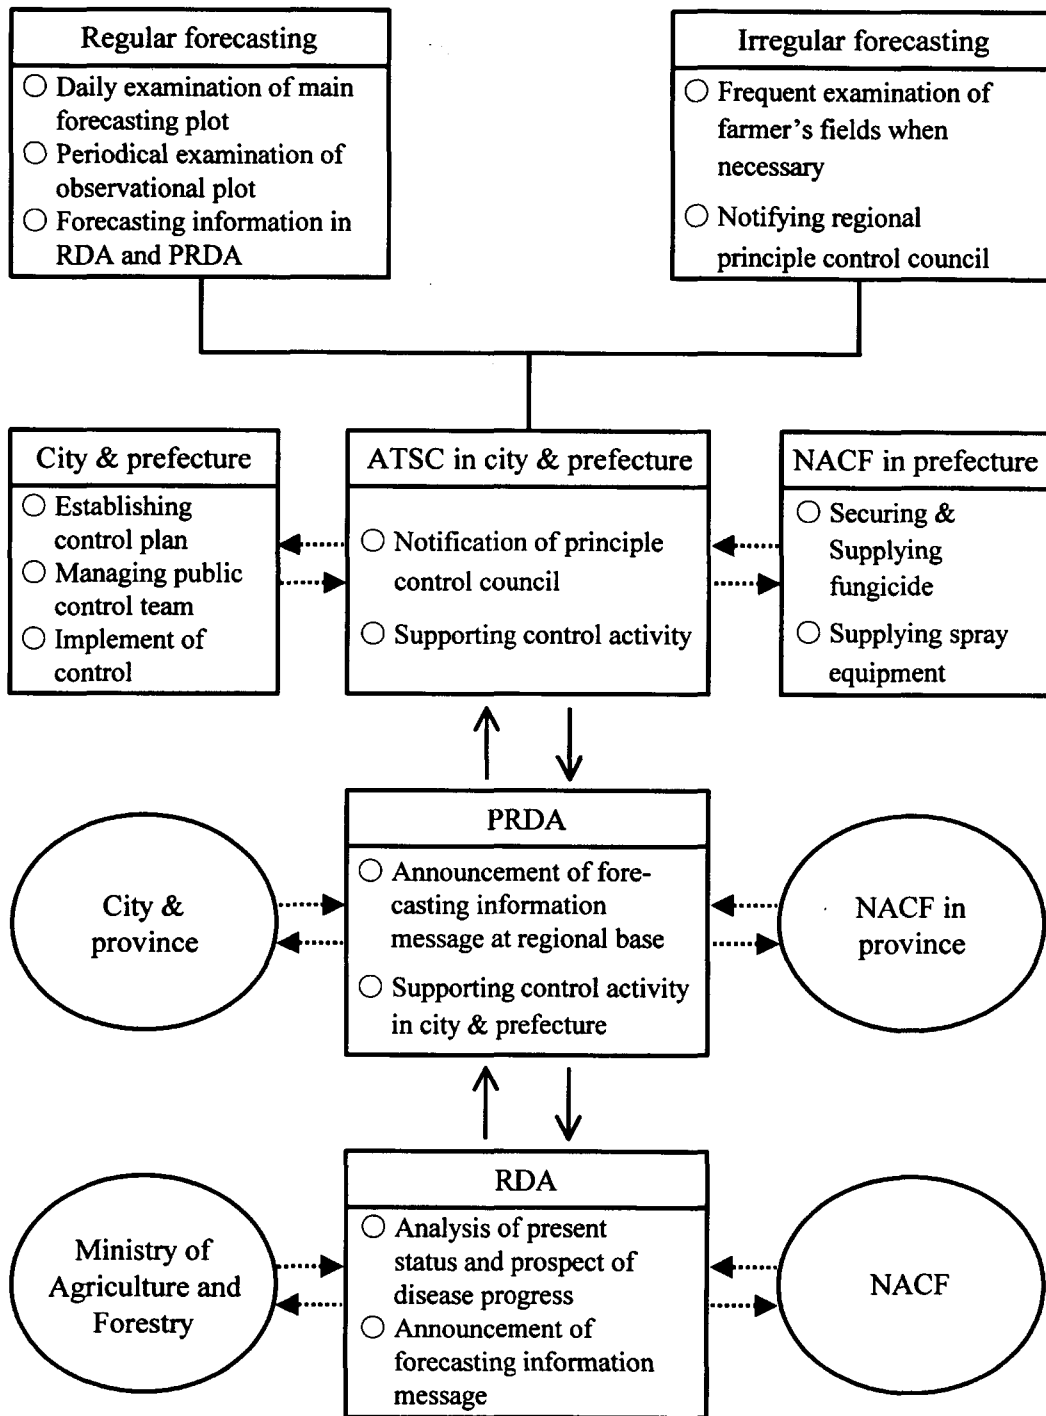 Regular forecasting
○ Daily examination of main
forecasting plot
○ Periodical examination of
observational plot
○ Forecasting information in
RDA and PRDA
Irregular forecasting
○ Frequent examination of
farmer's fields when
necessary
○ Notifying regional
principle control council
City & prefecture
○ Establishing
control plan
○ Managing public
control team
○ Implement of
control
ATSC in city & prefecture
○ Notification of principle
control council
○ Supporting control activity
NACF in prefecture
○ Securing &
Supplying
fungicide
○ Supplying spray
equipment
City &
province
PRDA
○ Announcement of fore-
casting information
message at regional base
○ Supporting control activity
in city & prefecture
NACF in
province
Ministry of
Agriculture and
Forestry
RDA
○ Analysis of present
status and prospect of
disease progress
○ Announcement of
forecasting information
message
NACF